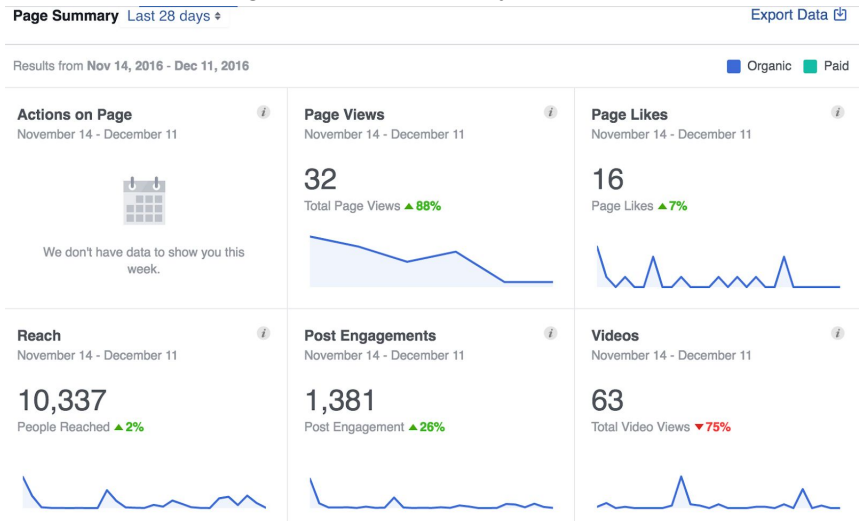 Page Summary Last 28 days
Export Data
Results from Nov 14, 2016 - Dec 11, 2016
Organic Paid
Actions on Page
November 14 - December 11
We don't have data to show you this
week.
Page Views
November 14 - December 11
32
Total Page Views ▲ 88%
Page Likes
November 14 - December 11
16
Page Likes ▲ 7%
Reach
November 14 - December 11
10,337
People Reached ▲ 2%
Post Engagements
November 14 - December 11
1,381
Post Engagement ▲ 26%
Videos
November 14 - December 11
63
Total Video Views ▼ 75%